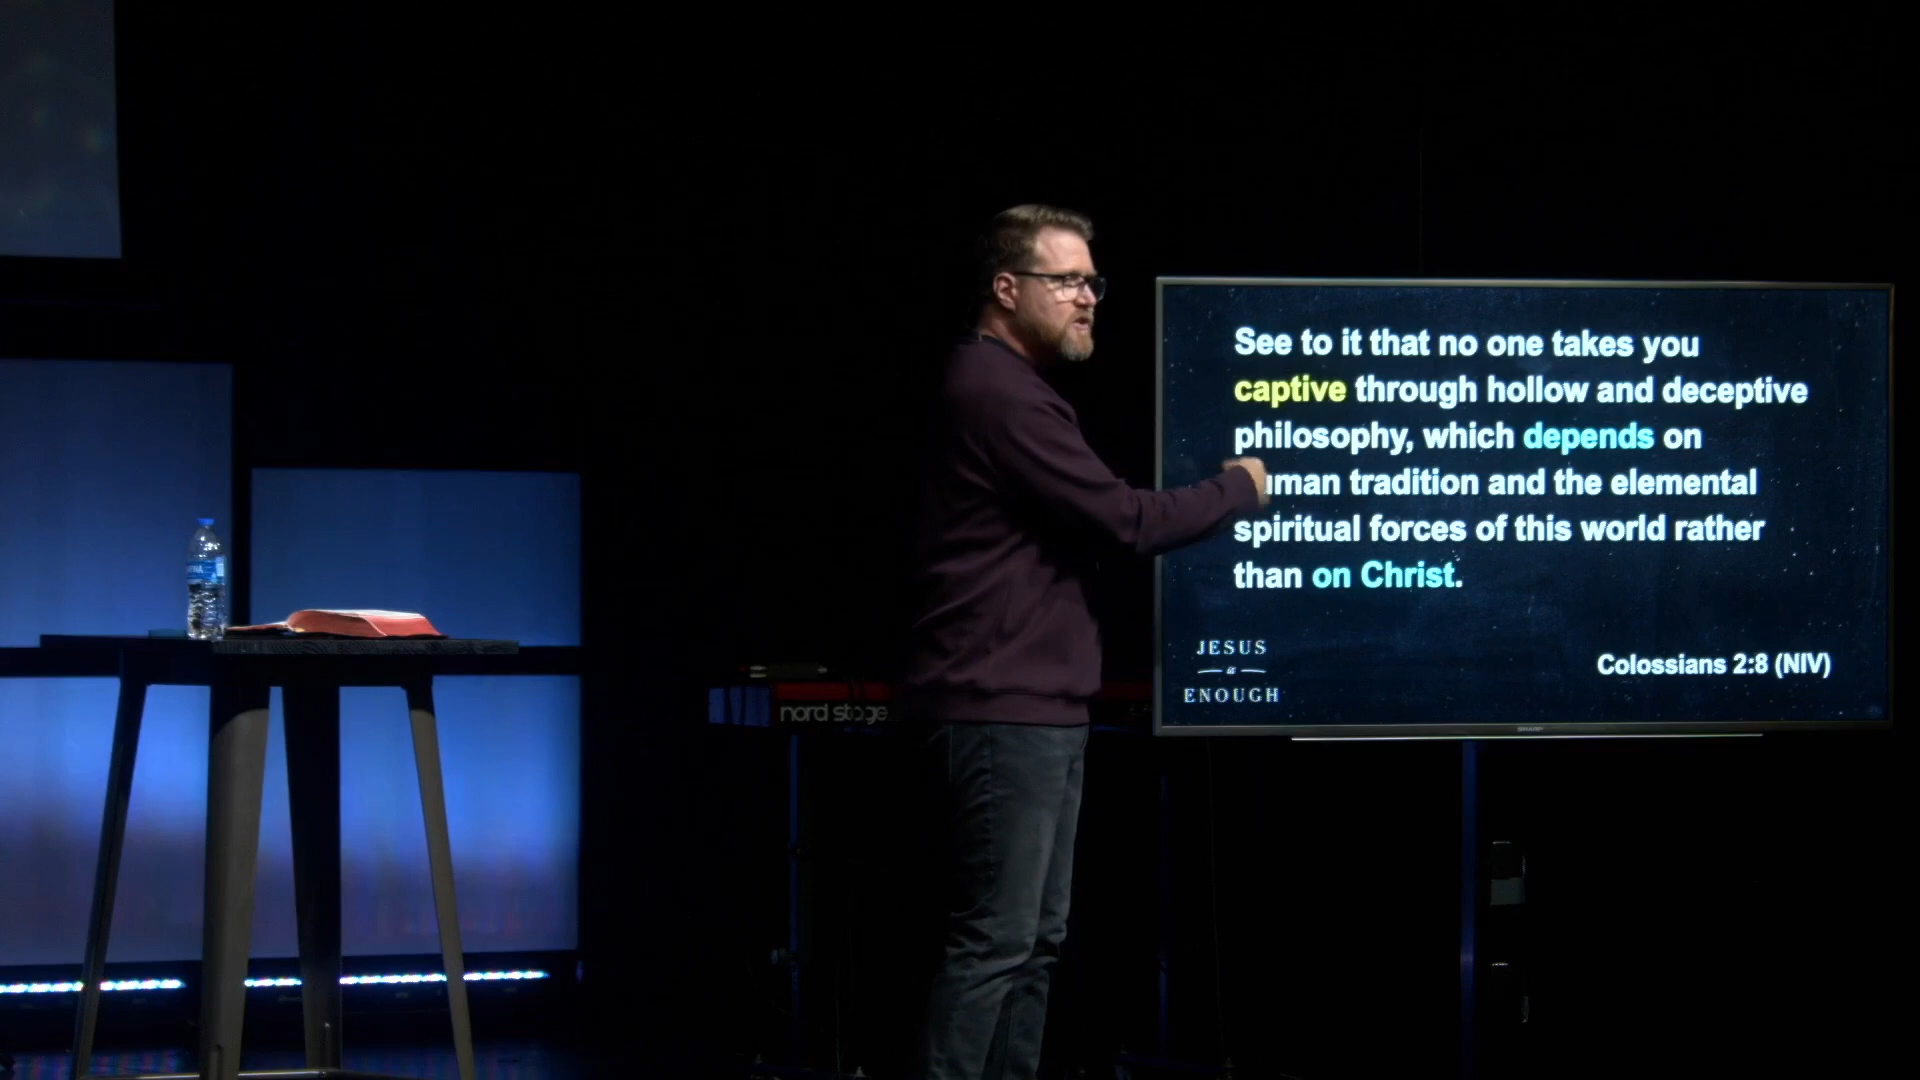 See to it that no one takes you
captive through hollow and deceptive
philosophy, which depends on
uman tradition and the elemental
spiritual forces of this world rather
than on Christ.
JESUS
is
ENOUGH
Colossians 2:8 (NIV)
nord stage
SHARP